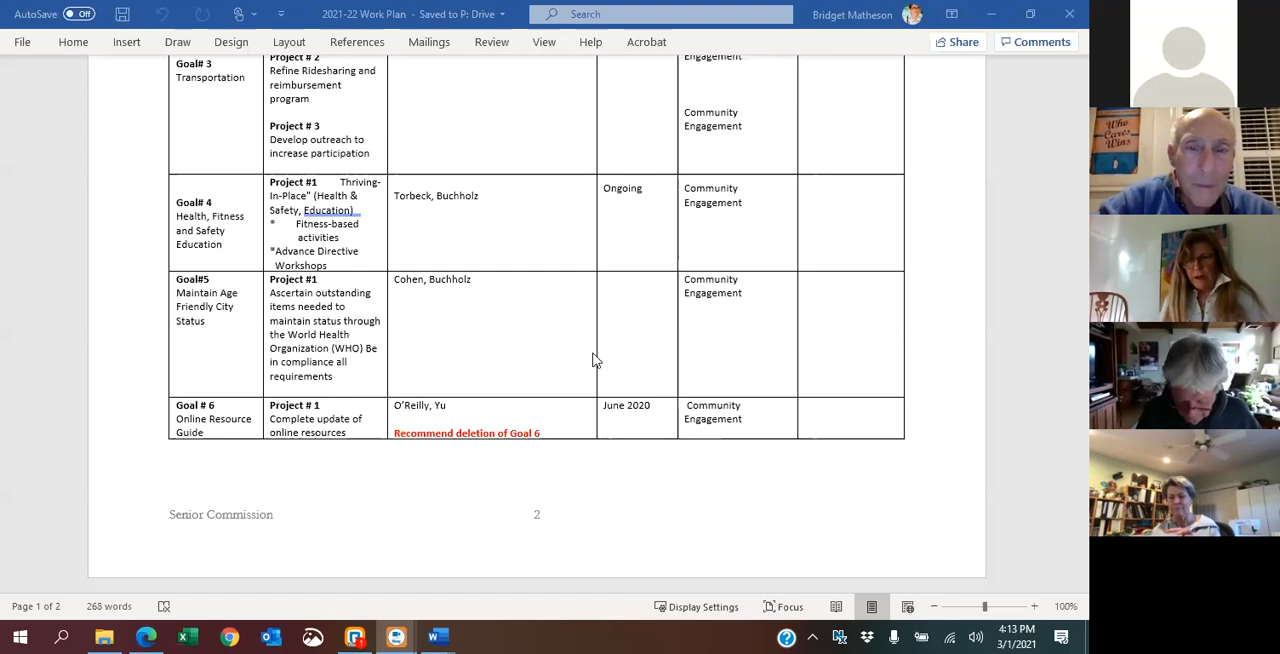 AutoSave Off
2021-22 Work Plan - Saved to P: Drive
Search
Bridget Matheson
File Home Insert Draw Design Layout References Mailings Review View Help Acrobat
Share Comments
Goal# 3
Transportation
Project # 2
Refine Ridesharing and
reimbursement
program
Project # 3
Develop outreach to
increase participation
Engagement
Community
Engagement
Goal# 4
Health, Fitness
and Safety
Education
Project #1 Thriving-
In-Place" (Health &
Safety, Education)
* Fitness-based
activities
*Advance Directive
Workshops
Torbeck, Buchholz
Ongoing
Community
Engagement
Goal#5
Maintain Age
Friendly City
Status
Project #1
Ascertain outstanding
items needed to
maintain status through
the World Health
Organization (WHO) Be
in compliance all
requirements
Cohen, Buchholz
Community
Engagement
Goal # 6
Online Resource
Guide
Project # 1
Complete update of
online resources
O'Reilly, Yu
Recommend deletion of Goal 6
June 2020
Community
Engagement
Senior Commission 2
Page 1 of 2 268 words
Display Settings Focus 100%
4:13 PM
3/1/2021
Who
Cares
Wins